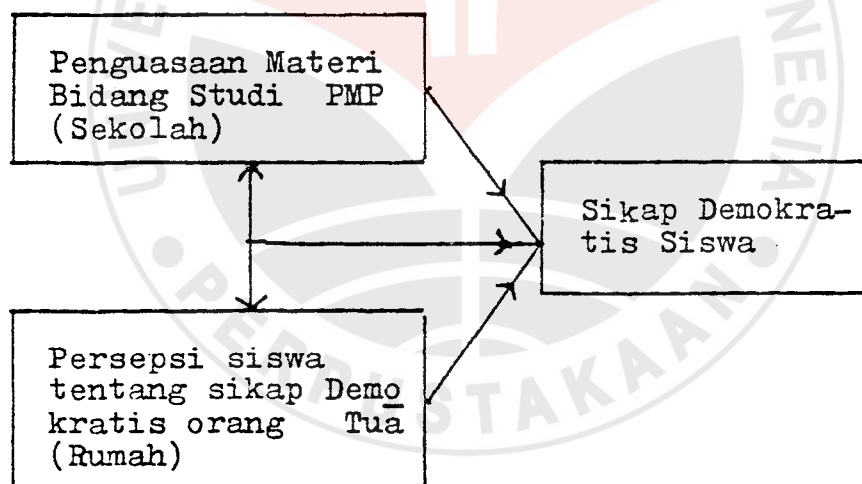 Penguasaan Materi
Bidang Studi PMP
(Sekolah)
Sikap Demokra-
tis Siswa
Persepsi siswa
tentang sikap Demo
kratis orang Tua
(Rumah)
PERPUSTAKAAN